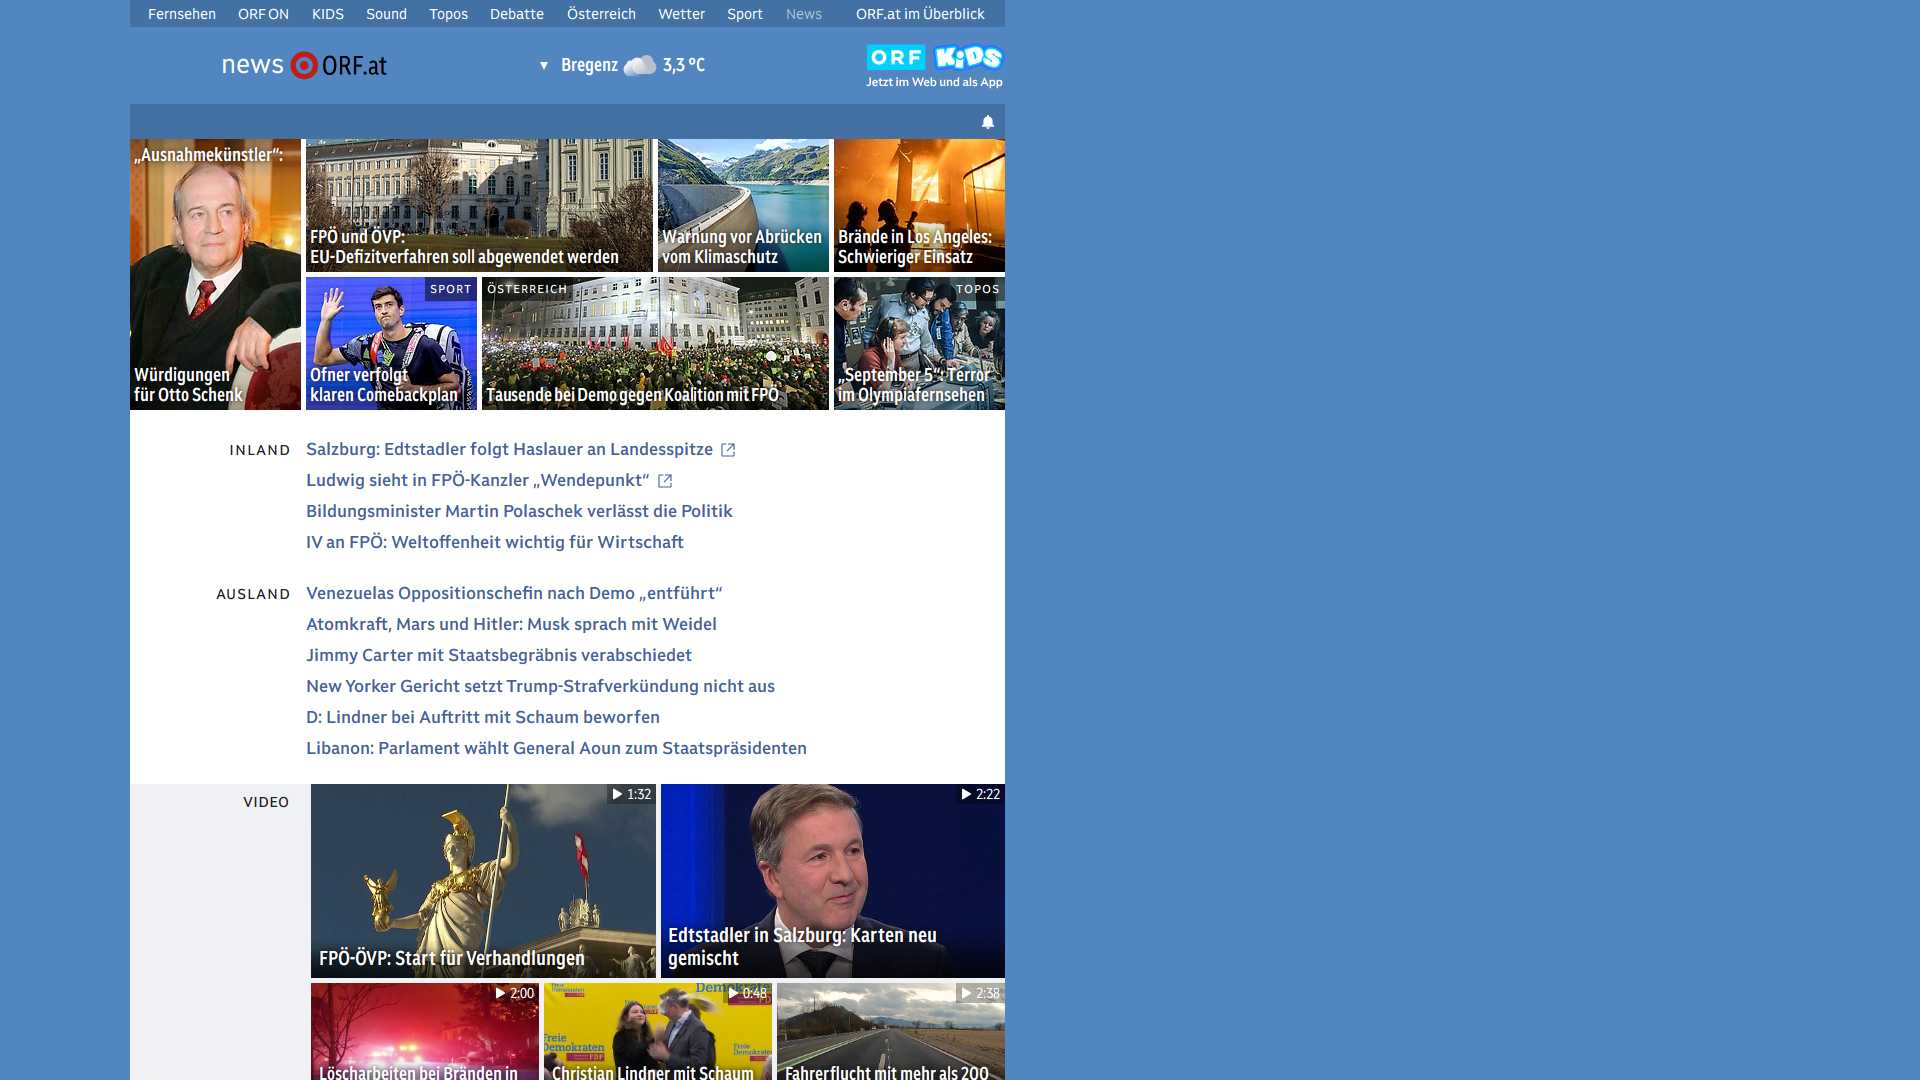 Fernsehen ORF ON KIDS Sound Topos Debatte Österreich Wetter Sport News ORF.at im Überblick
news ORF.at
Bregenz 3,3 °C
ORF KiDS
Jetzt im Web und als App
„Ausnahmekünstler“:
Würdigungen
für Otto Schenk
FPÖ und ÖVP:
EU-Defizitverfahren soll abgewendet werden
Warnung vor Abrücken
vom Klimaschutz
Brände in Los Angeles:
Schwieriger Einsatz
SPORT
Ofner verfolgt
klaren Comebackplan
ÖSTERREICH
Tausende bei Demo gegen Koalition mit FPÖ
TOPOS
„September 5“: Terror
im Olympiafernsehen
INLAND
Salzburg: Edtstadler folgt Haslauer an Landesspitze
Ludwig sieht in FPÖ-Kanzler „Wendepunkt“
Bildungsminister Martin Polaschek verlässt die Politik
IV an FPÖ: Weltoffenheit wichtig für Wirtschaft
AUSLAND
Venezuelas Oppositionschefin nach Demo „entführt“
Atomkraft, Mars und Hitler: Musk sprach mit Weidel
Jimmy Carter mit Staatsbegräbnis verabschiedet
New Yorker Gericht setzt Trump-Strafverkündung nicht aus
D: Lindner bei Auftritt mit Schaum beworfen
Libanon: Parlament wählt General Aoun zum Staatspräsidenten
VIDEO
1:32
FPÖ-ÖVP: Start für Verhandlungen
2:22
Edtstadler in Salzburg: Karten neu
gemischt
2:00
Löscharbeiten bei Bränden in
0:48
Freie
Demokraten
FDP
Christian Lindner mit Schaum
2:38
Fahrerflucht mit mehr als 200